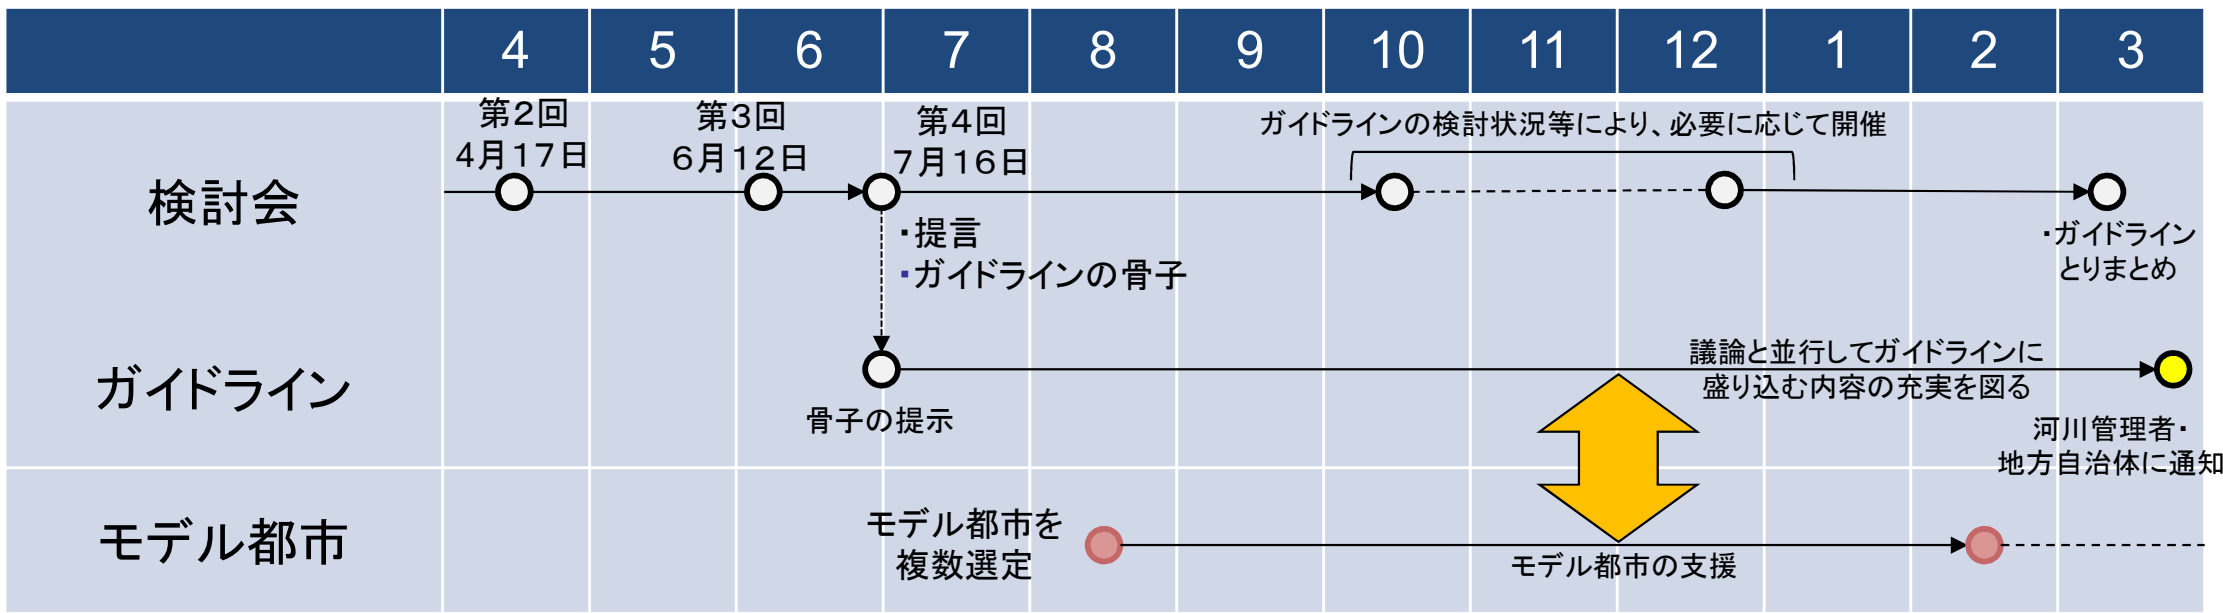 4 5 6 7 8 9 10 11 12 1 2 3
検討会
第２回
４月１７日
第３回
６月１２日
第４回
７月１６日
ガイドラインの検討状況等により、必要に応じて開催
・提言
・ガイドラインの骨子
・ガイドライン
とりまとめ
ガイドライン
骨子の提示
議論と並行してガイドラインに
盛り込む内容の充実を図る
河川管理者・
地方自治体に通知
モデル都市
モデル都市を
複数選定
モデル都市の支援